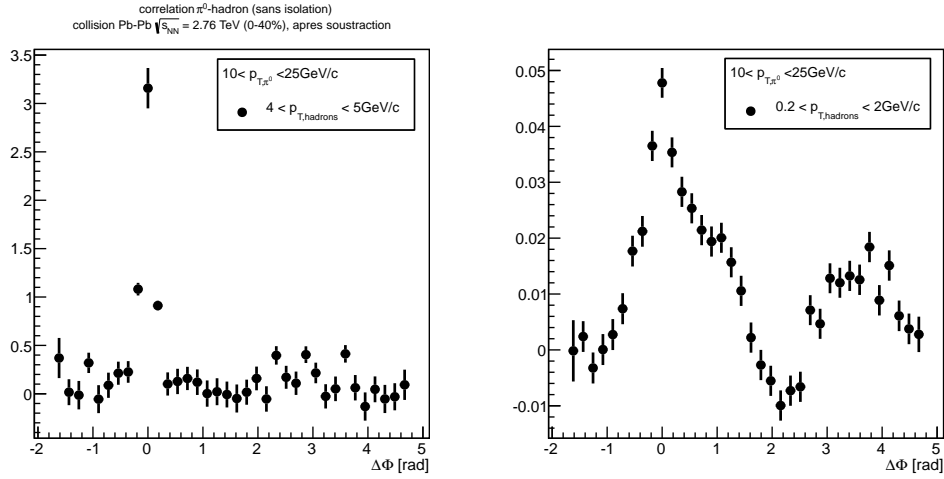 correlation π⁰-hadron (sans isolation)
collision Pb-Pb √s_NN = 2.76 TeV (0-40%), apres soustraction
10< p_T,π⁰ <25GeV/c
4 < p_T,hadrons < 5GeV/c
3.5
3
2.5
2
1.5
1
0.5
0
-2 -1 0 1 2 3 4 5
ΔΦ [rad]
10< p_T,π⁰ <25GeV/c
0.2 < p_T,hadrons < 2GeV/c
0.05
0.04
0.03
0.02
0.01
0
-0.01
-2 -1 0 1 2 3 4 5
ΔΦ [rad]